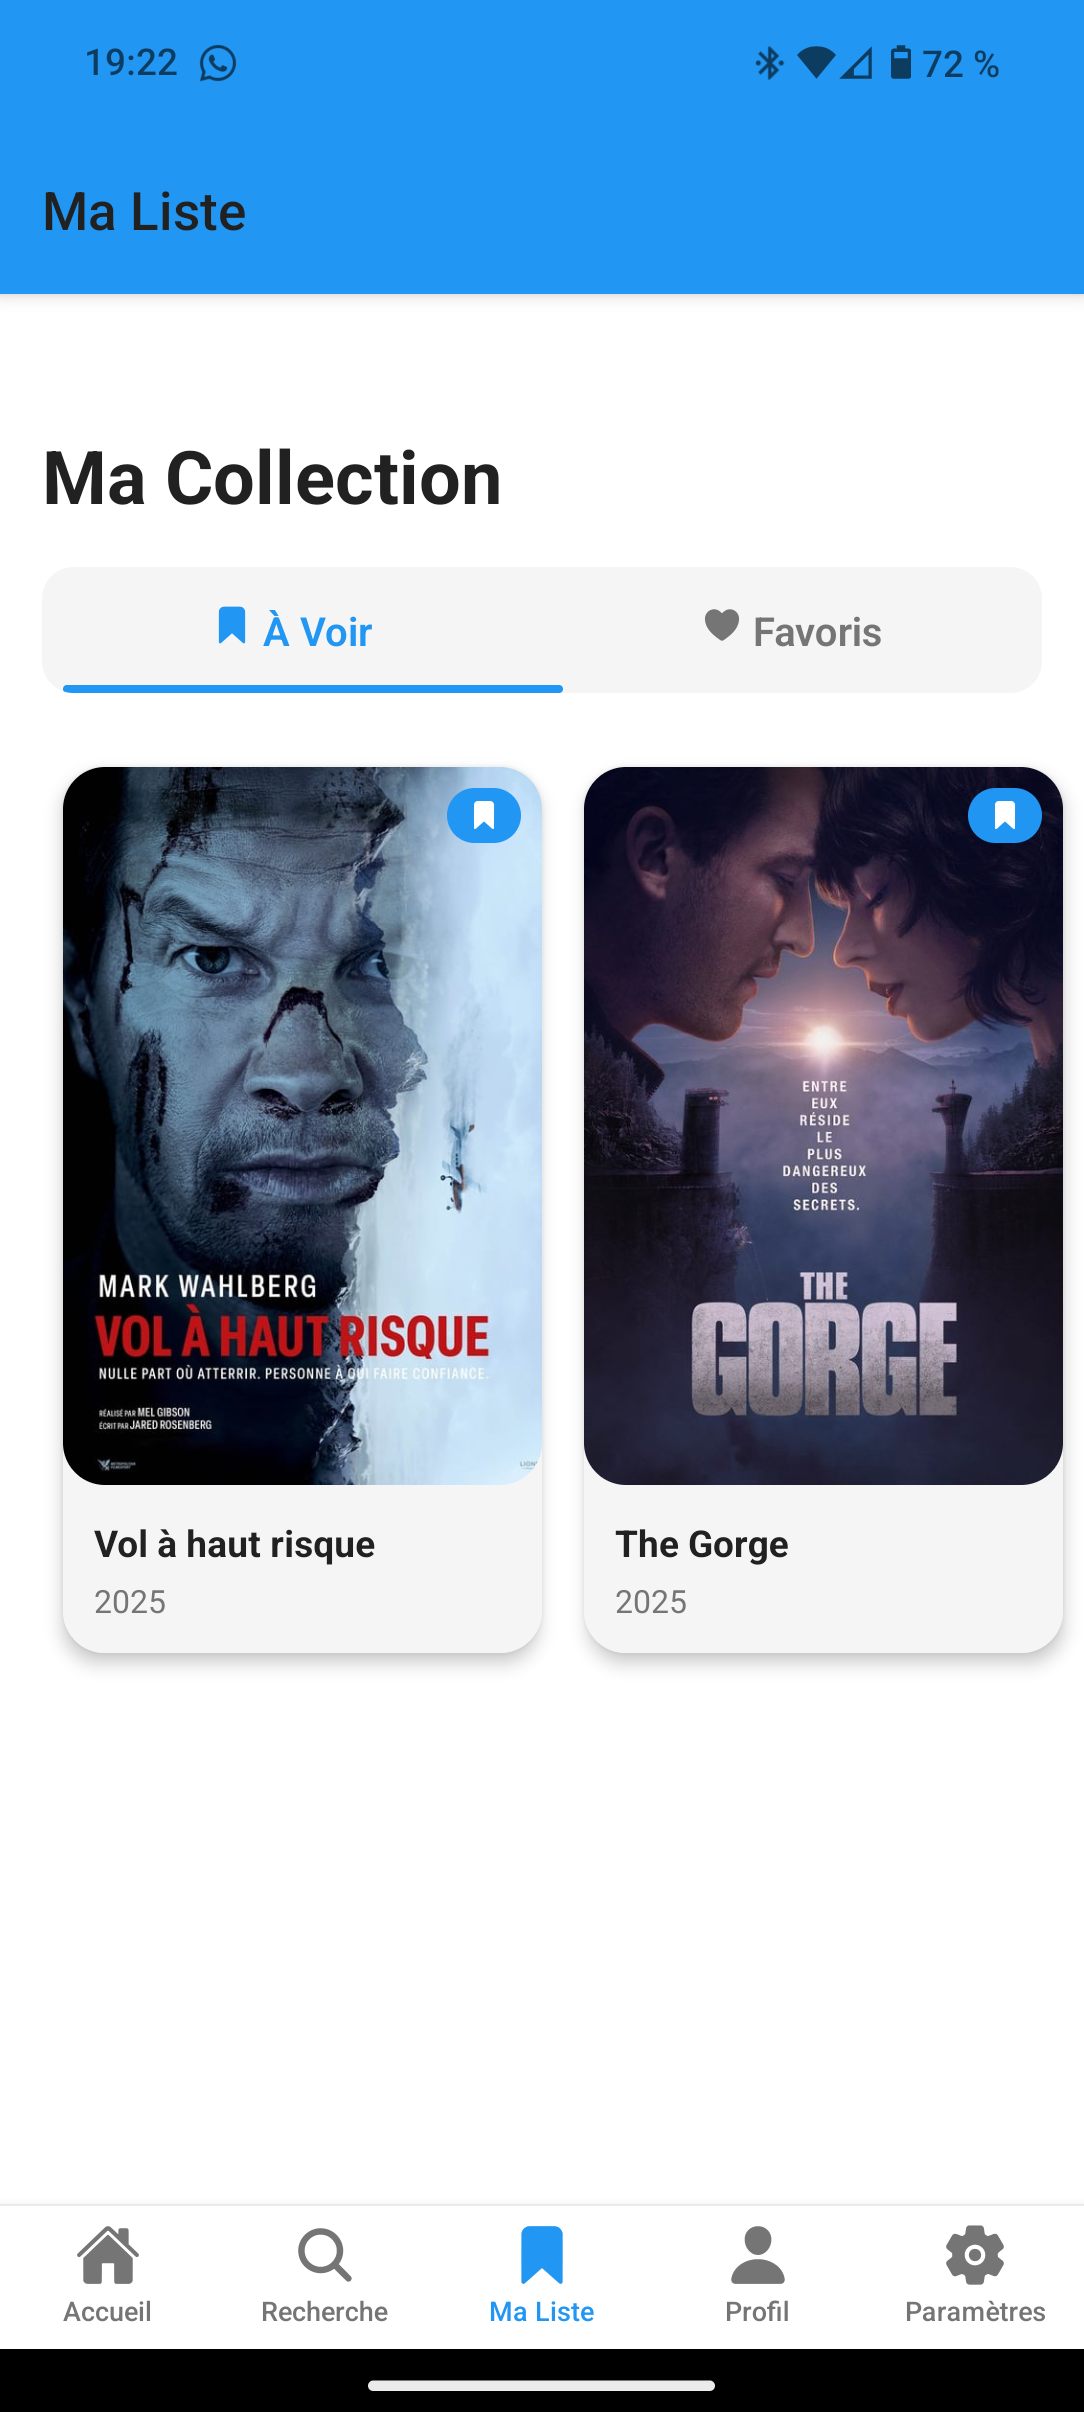 19:22
72 %
Ma Liste
Ma Collection
À Voir
Favoris
MARK WAHLBERG
VOL À HAUT RISQUE
NULLE PART OÙ ATTERRIR. PERSONNE À QUI FAIRE CONFIANCE.
RÉALISÉ PAR MEL GIBSON
ÉCRIT PAR JARED ROSENBERG
ENTRE
EUX
RÉSIDE
LE
PLUS
DANGEREUX
DES
SECRETS.
THE
GORGE
Vol à haut risque
2025
The Gorge
2025
Accueil
Recherche
Ma Liste
Profil
Paramètres